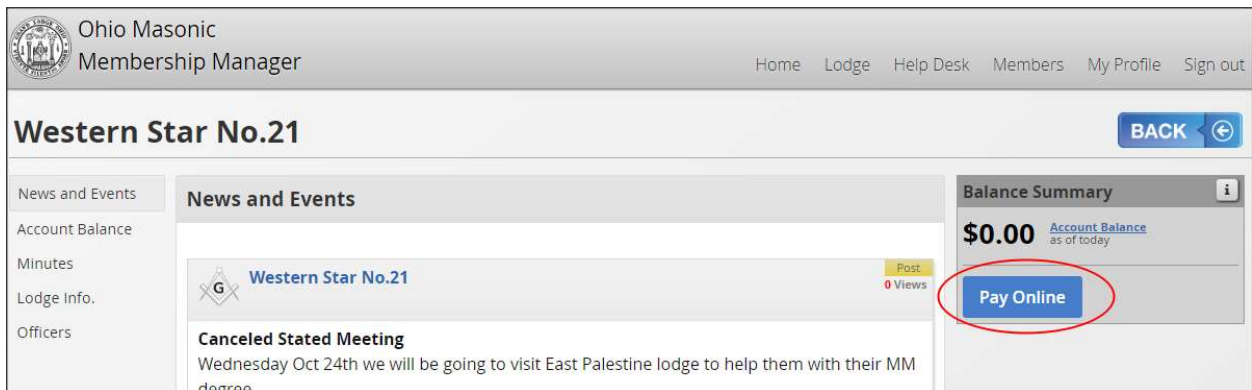 Ohio Masonic
Membership Manager
Home Lodge Help Desk Members My Profile Sign out
Western Star No.21
BACK
News and Events
Account Balance
Minutes
Lodge Info.
Officers
News and Events
Western Star No.21
Post
0 Views
G
Canceled Stated Meeting
Wednesday Oct 24th we will be going to visit East Palestine lodge to help them with their MM
degree
Balance Summary
i
$0.00 Account Balance
as of today
Pay Online